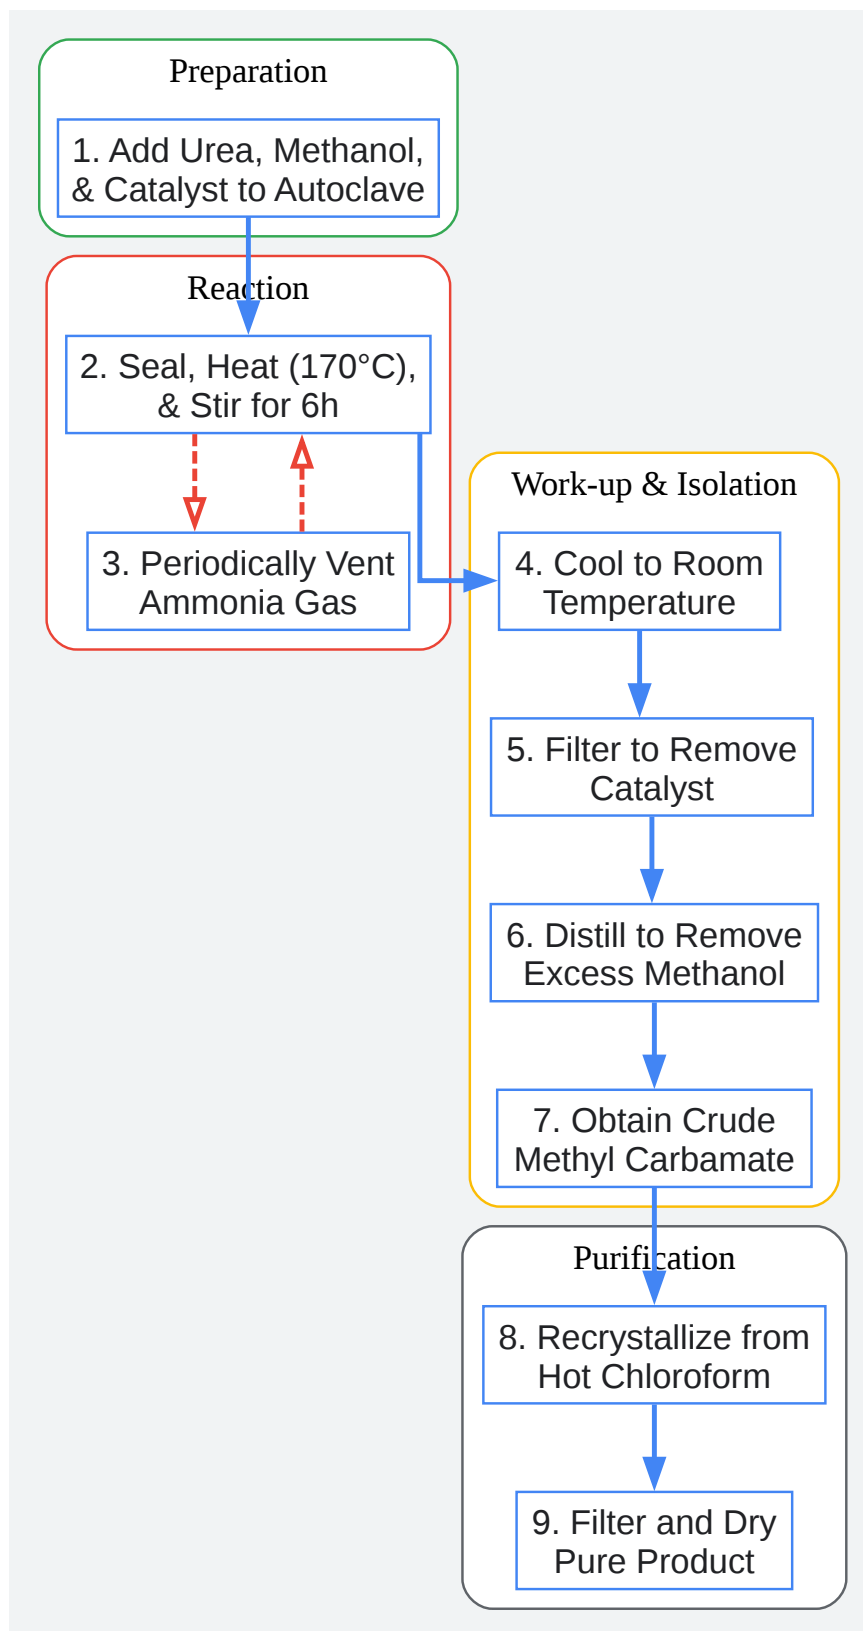 Preparation
1. Add Urea, Methanol,
& Catalyst to Autoclave
Reaction
2. Seal, Heat (170°C),
& Stir for 6h
3. Periodically Vent
Ammonia Gas
Work-up & Isolation
4. Cool to Room
Temperature
5. Filter to Remove
Catalyst
6. Distill to Remove
Excess Methanol
7. Obtain Crude
Methyl Carbamate
Purification
8. Recrystallize from
Hot Chloroform
9. Filter and Dry
Pure Product